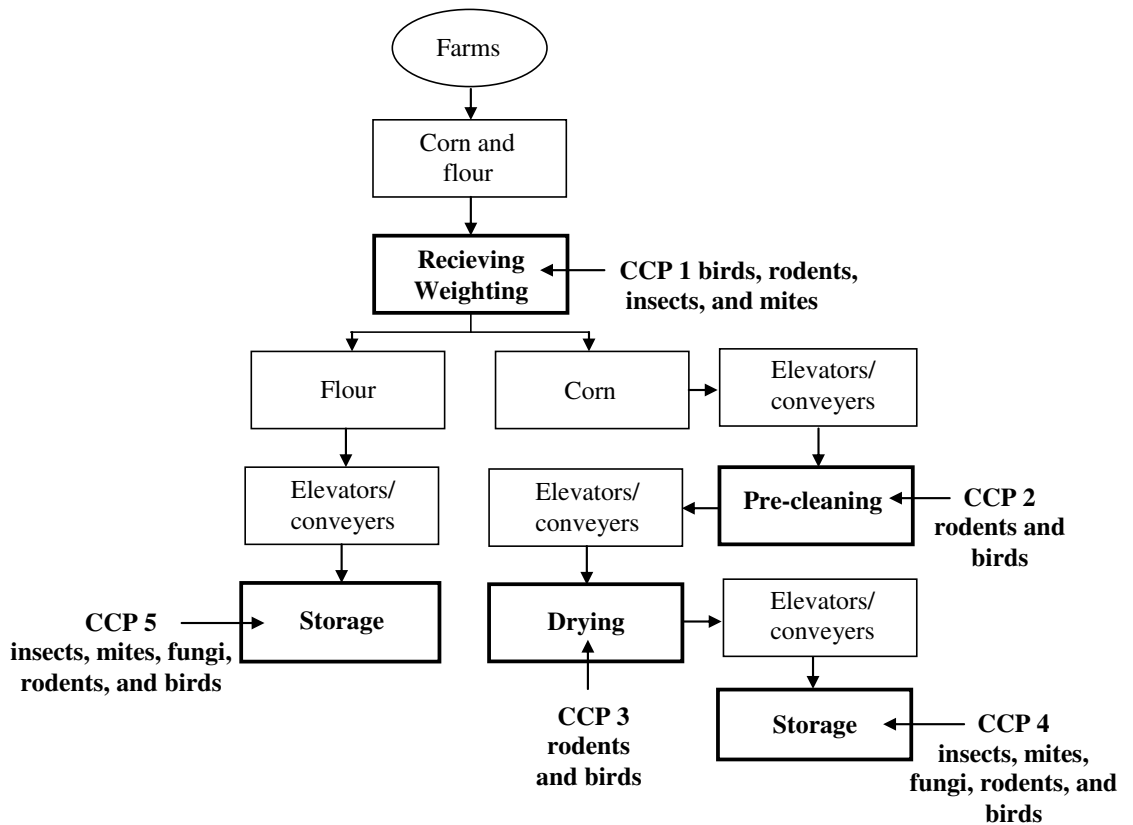 Farms
Corn and
flour
Recieving
Weighting
CCP 1 birds, rodents,
insects, and mites
Flour
Corn
Elevators/
conveyers
Elevators/
conveyers
Elevators/
conveyers
Pre-cleaning
CCP 2
rodents and
birds
CCP 5
insects, mites, fungi,
rodents, and birds
Storage
Drying
Elevators/
conveyers
CCP 3
rodents
and birds
Storage
CCP 4
insects, mites,
fungi, rodents, and
birds